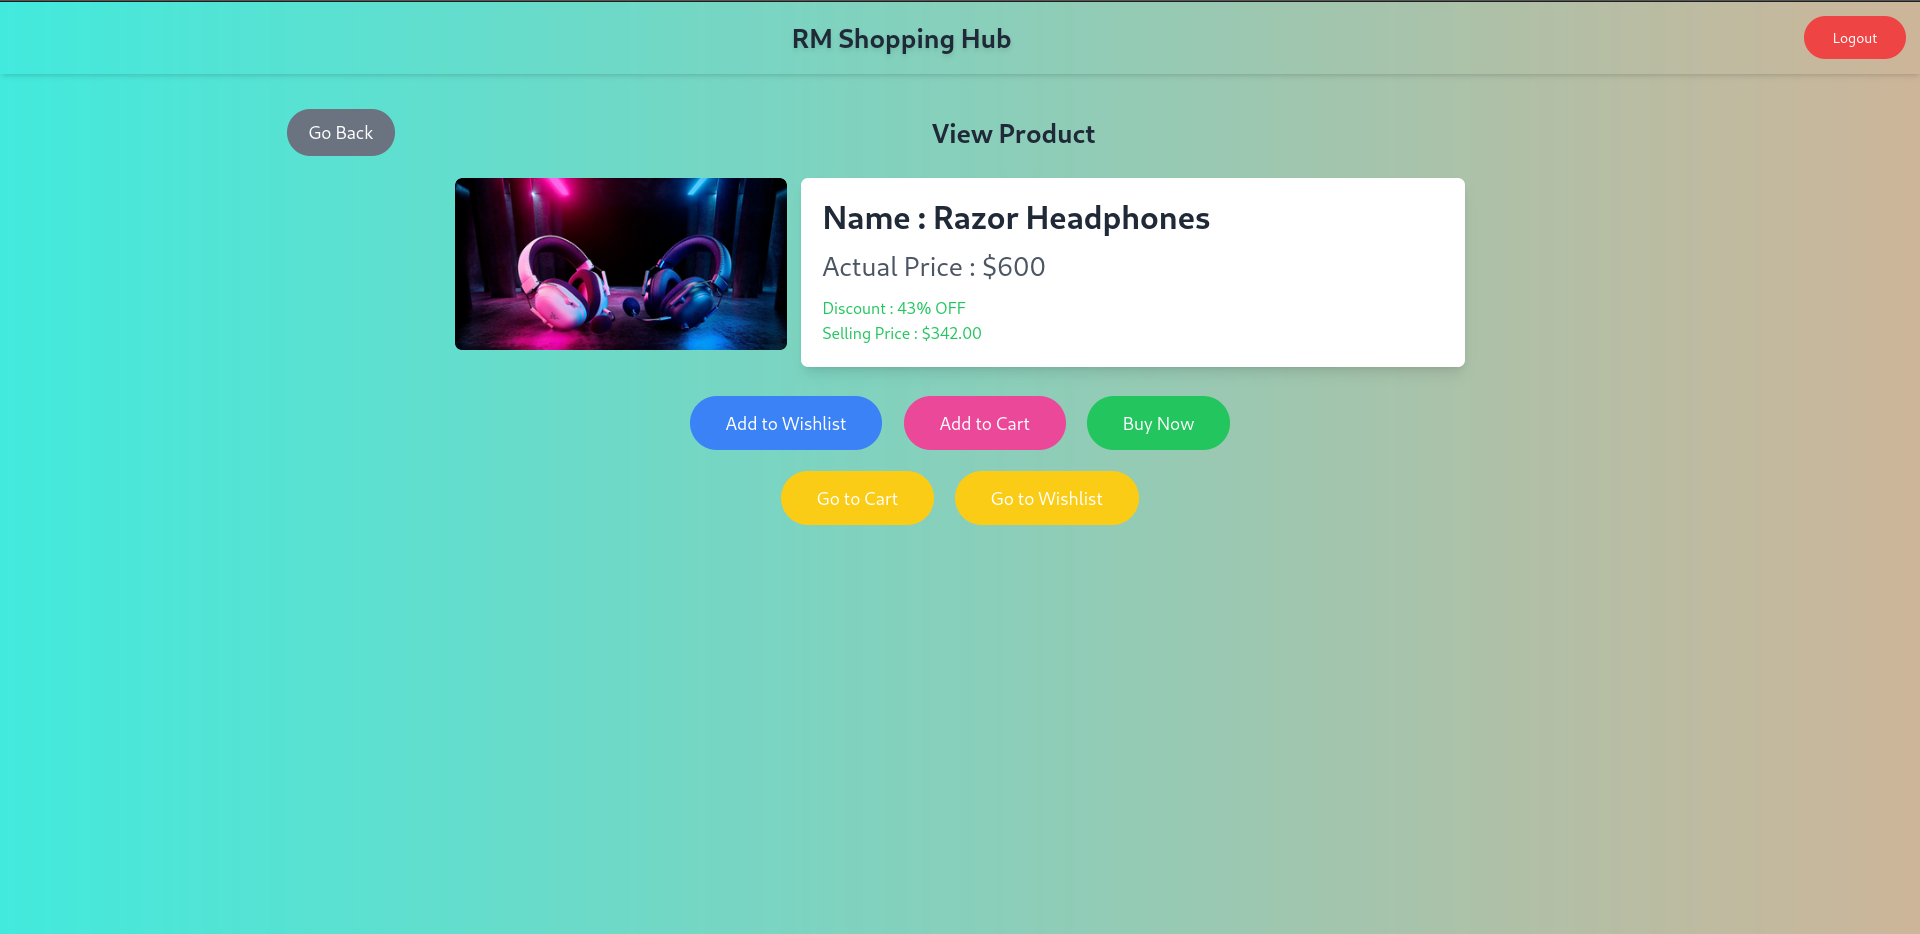 RM Shopping Hub
Logout
Go Back
View Product
Name : Razor Headphones
Actual Price : $600
Discount : 43% OFF
Selling Price : $342.00
Add to Wishlist
Add to Cart
Buy Now
Go to Cart
Go to Wishlist